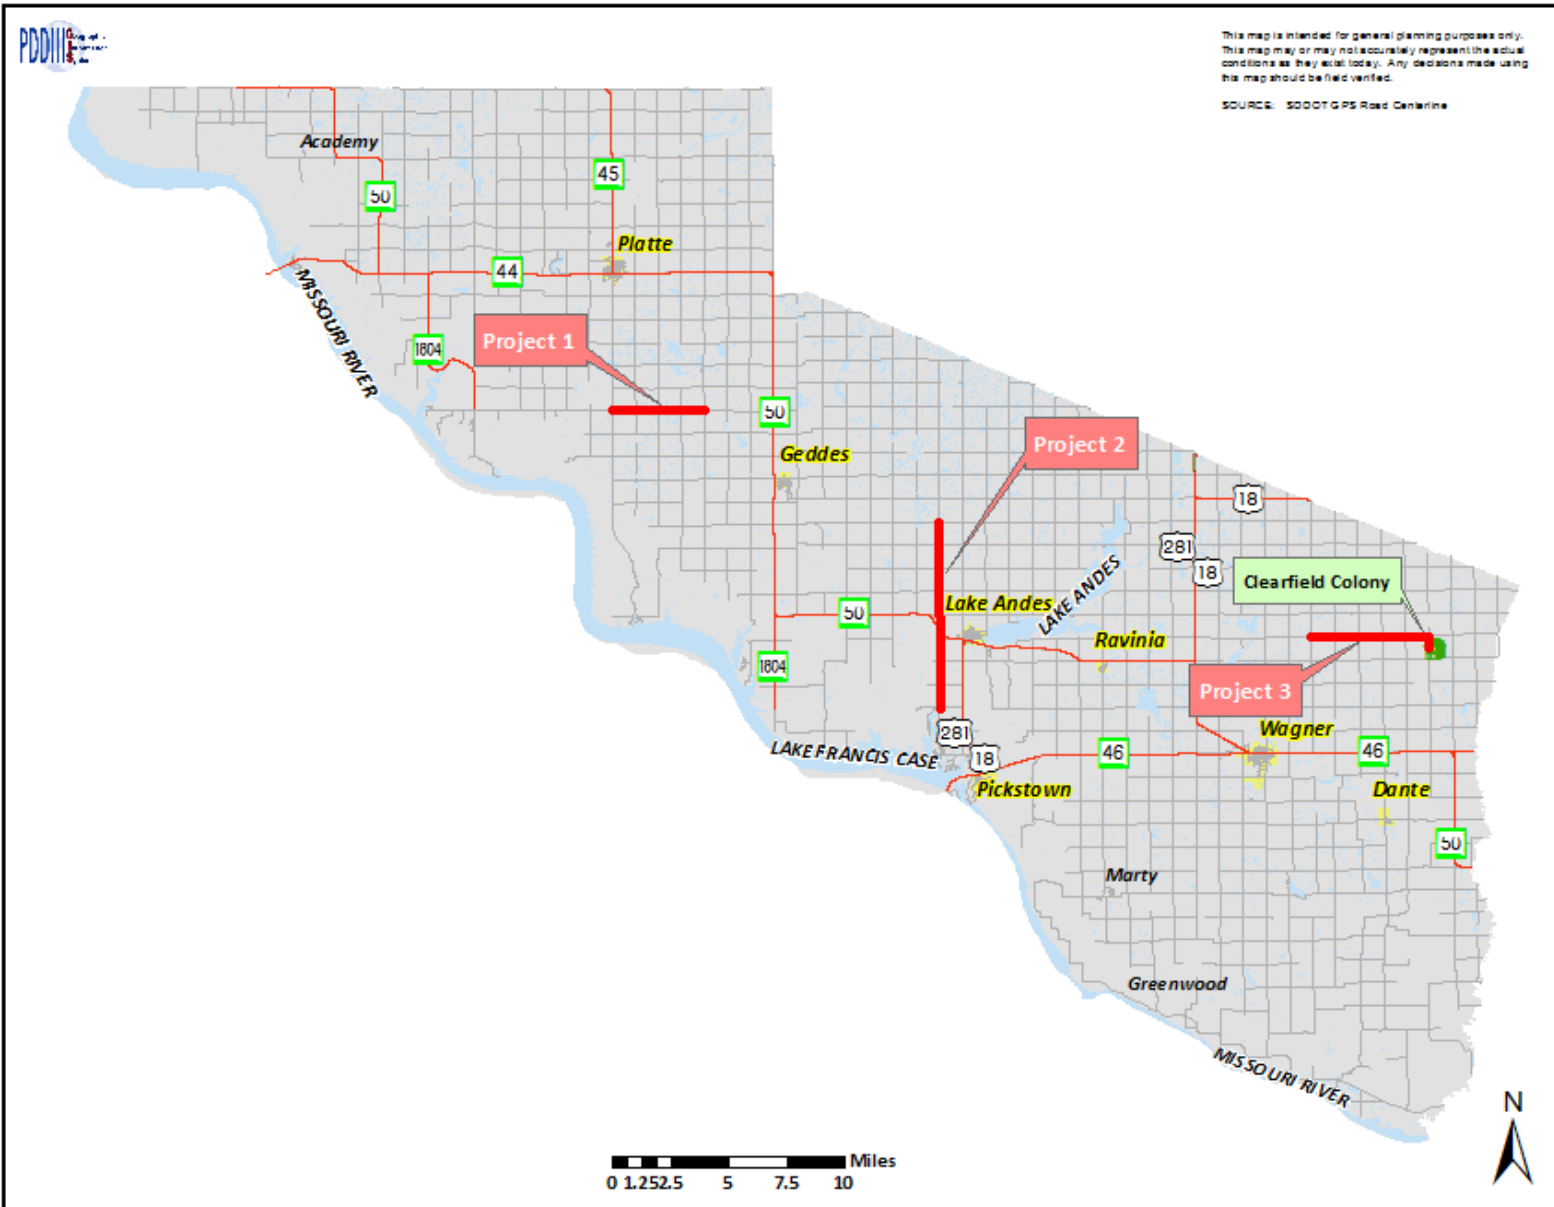 PDDIII
This map is intended for general planning purposes only.
This map may or may not accurately represent the actual
conditions as they exist today. Any decisions made using
this map should be field verified.
SOURCE: SDDOT GPS Road Centerline
Academy
50
45
Platte
44
MISSOURI RIVER
1804
Project 1
50
Geddes
Project 2
18
281
18
Clearfield Colony
LAKE ANDES
Lake Andes
50
Ravinia
1804
Project 3
Wagner
281
18
LAKE FRANCIS CASE
46
46
Pickstown
Dante
50
Marty
Greenwood
MISSOURI RIVER
N
Miles
0 1.252.5 5 7.5 10